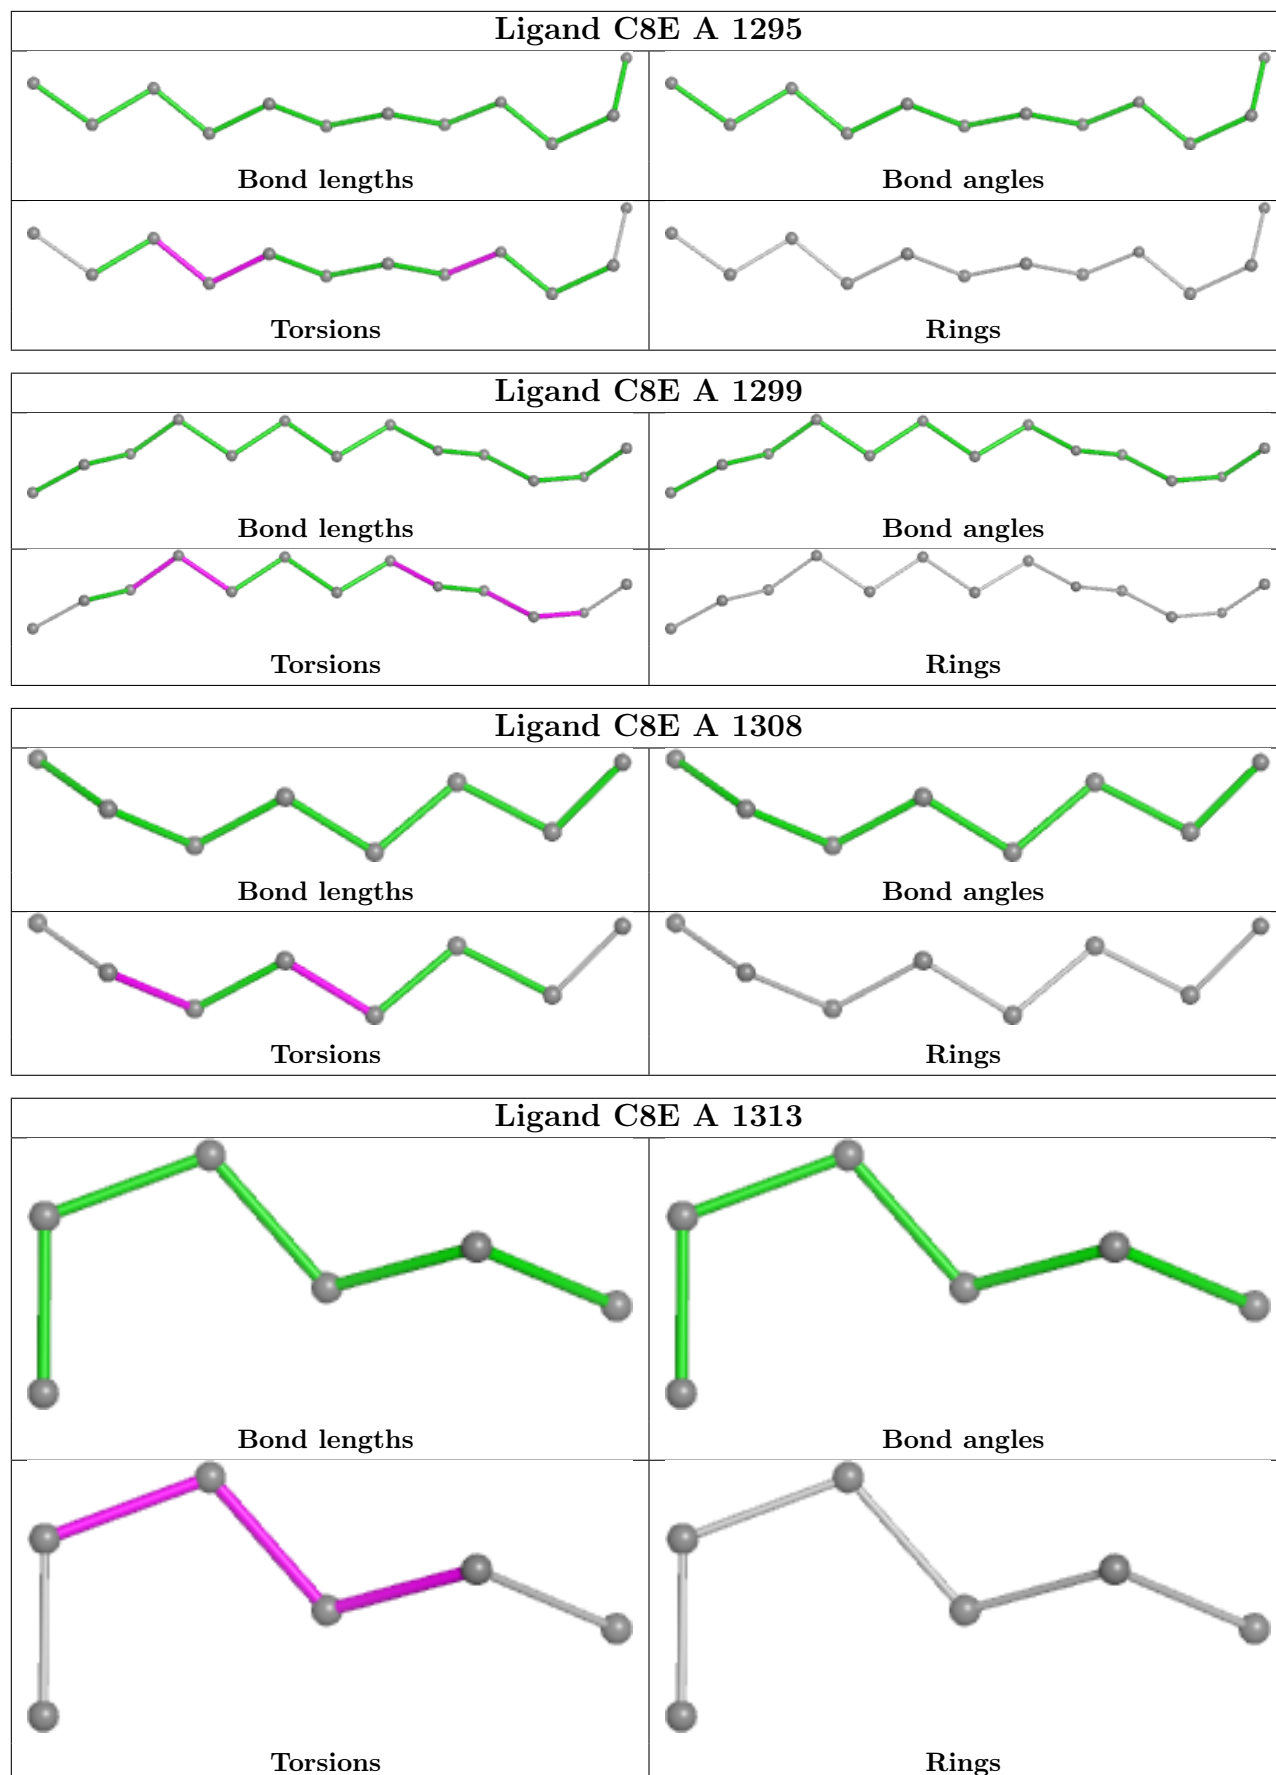 Ligand C8E A 1295
Bond lengths
Bond angles
Torsions
Rings
Ligand C8E A 1299
Bond lengths
Bond angles
Torsions
Rings
Ligand C8E A 1308
Bond lengths
Bond angles
Torsions
Rings
Ligand C8E A 1313
Bond lengths
Bond angles
Torsions
Rings